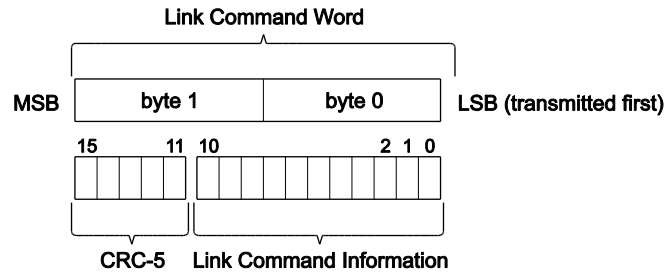 Link Command Word
MSB byte 1 byte 0 LSB (transmitted first)
15 11 10 2 1 0
CRC-5 Link Command Information